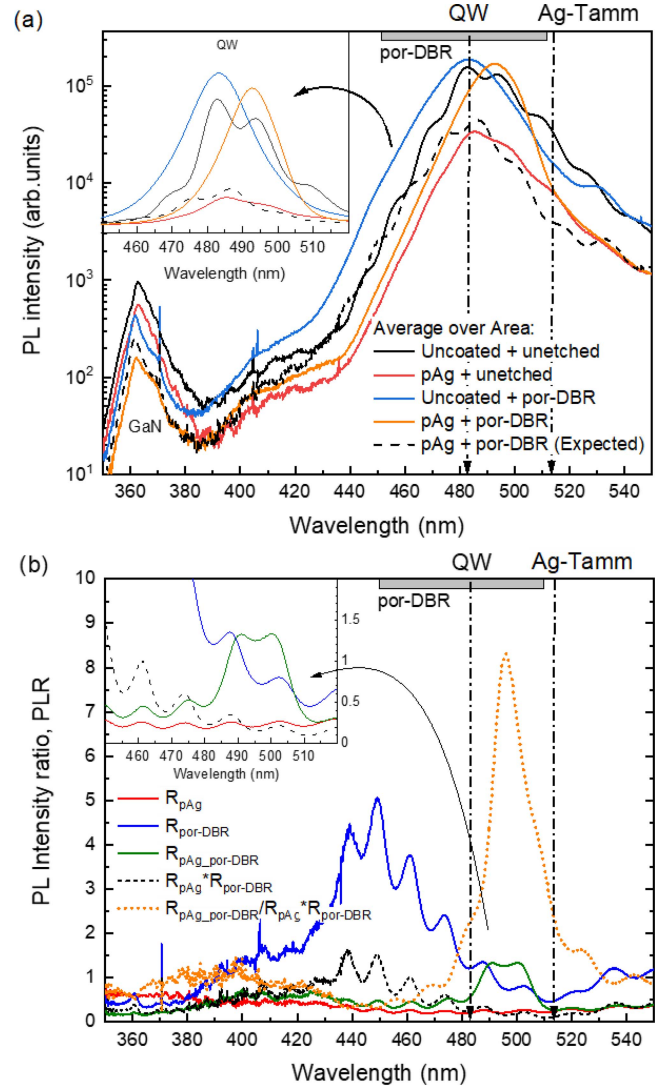 (a)
QW Ag-Tamm
por-DBR
QW
460 480 490 500 510
Wavelength (nm)
10^5
10^4
10^3
10^2
10^1
PL intensity (arb.units)
GaN
Average over Area:
Uncoated + unetched
pAg + unetched
Uncoated + por-DBR
pAg + por-DBR
pAg + por-DBR (Expected)
360 380 400 420 440 460 480 500 520 540
Wavelength (nm)
(b)
QW Ag-Tamm
por-DBR
10
9
8
7
6
5
4
3
2
1
0
PL Intensity ratio, PLR
1.5
1
0.5
0
460 470 480 490 500 510
Wavelength (nm)
R_pAg
R_por-DBR
R_pAg_por-DBR
R_pAg*R_por-DBR
R_pAg_por-DBR/R_pAg*R_por-DBR
350 360 380 400 420 440 460 480 500 520 540
Wavelength (nm)